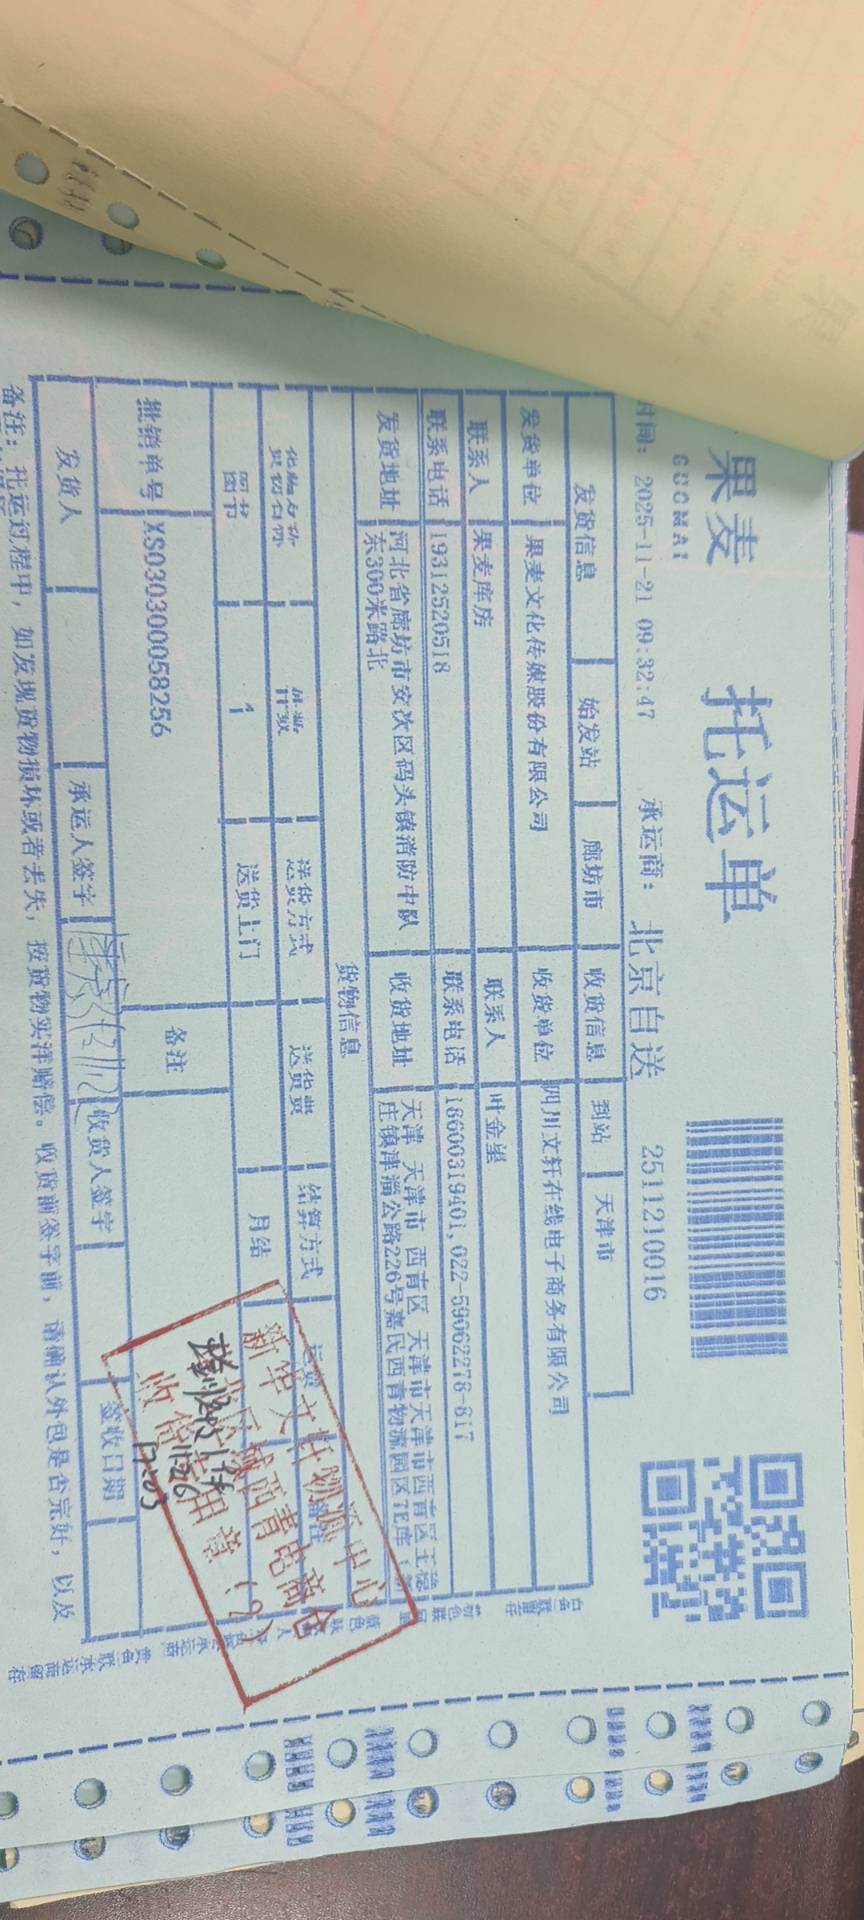 果麦
GUOMAI
托运单
时间: 2025-11-21 09:32:47 承运商: 北京自送 2511210016
发货信息 始发站 廊坊市 收货信息 到站 天津市
发货单位 果麦文化传媒股份有限公司 收货单位 四川文轩在线电子商务有限公司
联系人 果麦库房 联系人 叶金星
联系电话 19312520518 联系电话 18600319401,022-59062278-817
发货地址 河北省廊坊市安次区码头镇消防中队东300米路北 收货地址 天津 天津市 西青区 天津市天津市西青区王稳庄镇津淄公路226号嘉民西青物流园区7E库
货物信息
货物名称 件数 送货方式 送货费 结算方式 运费 备注
图书 1 送货上门 月结
批销单号 XS030300058256 备注
发货人 承运人签字 收货人签字 签收日期
备注: 托运过程中, 如发现货物损坏或者丢失, 按货物实洋赔偿。收货前签字前, 请确认外包是否完好, 以及
新华文轩物流中心
西青电商仓
收货专用章(9)
11.26
17:03